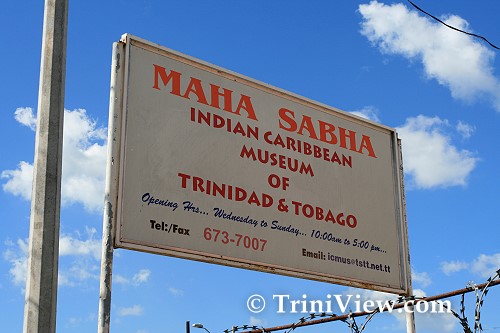 MAHA SABHA
INDIAN CARIBBEAN
MUSEUM
OF
TRINIDAD & TOBAGO
Opening Hrs... Wednesday to Sunday... 10:00am to 5:00 pm...
Tel:/Fax 673-7007
Email: icmus@tstt.net.tt
© TriniView.com